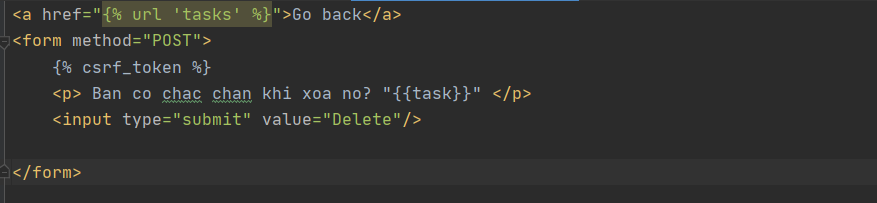 <a href="{% url 'tasks' %}">Go back</a>
<form method="POST">
    {% csrf_token %}
    <p> Ban co chac chan khi xoa no? "{{task}}" </p>
    <input type="submit" value="Delete"/>
</form>